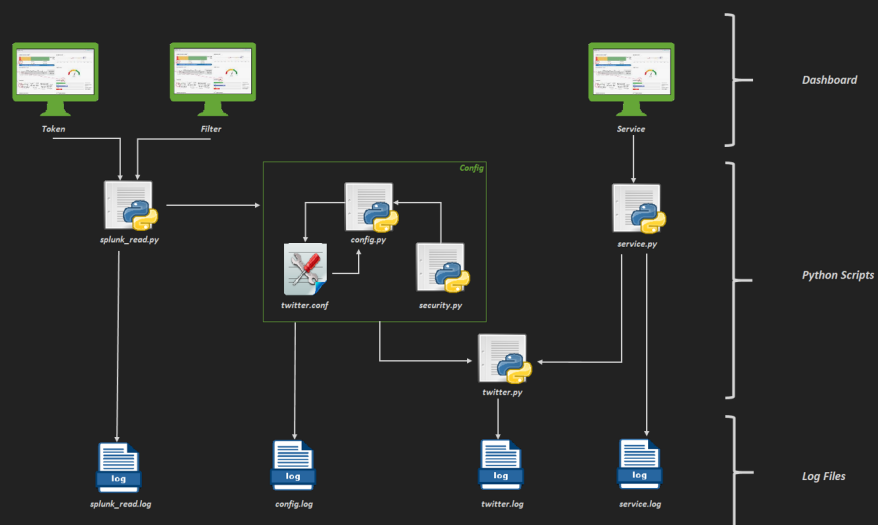 Dashboard
Token
Filter
Service
Config
splunk_read.py
config.py
service.py
Python Scripts
twitter.conf
security.py
twitter.py
log
log
log
log
Log Files
splunk_read.log
config.log
twitter.log
service.log